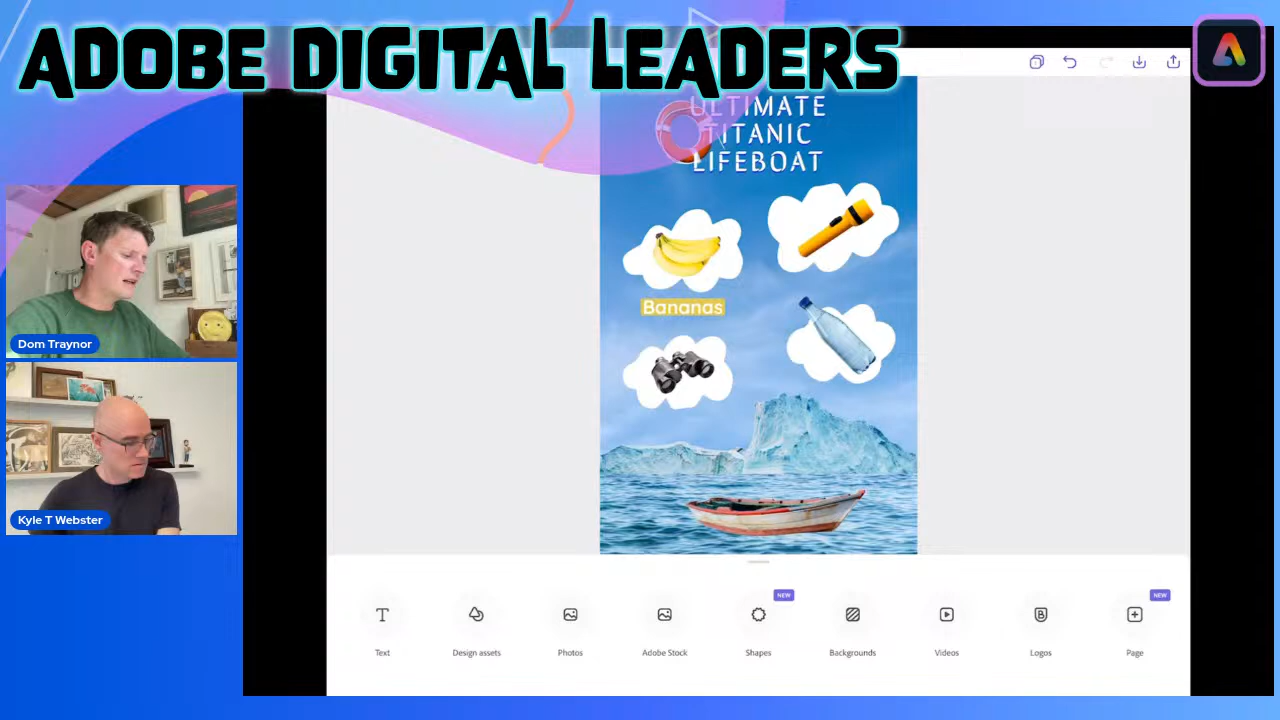 ADOBE DIGITAL LEADERS
ULTIMATE
TITANIC
LIFEBOAT
Bananas
Dom Traynor
Kyle T Webster
NEW
NEW
Text
Design assets
Photos
Adobe Stock
Shapes
Backgrounds
Videos
Logos
Page